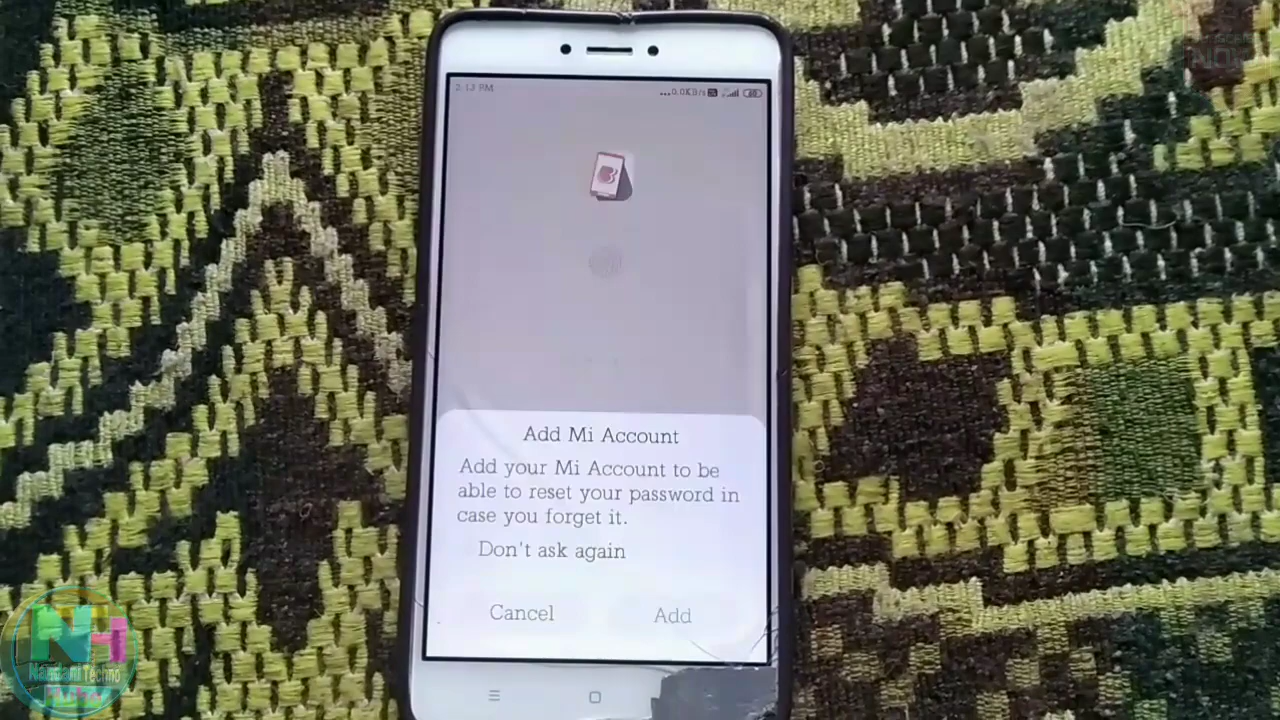 2:13 PM
...0.0KB/s
Add Mi Account
Add your Mi Account to be
able to reset your password in
case you forget it.
Don't ask again
Cancel
Add
NH
Techno